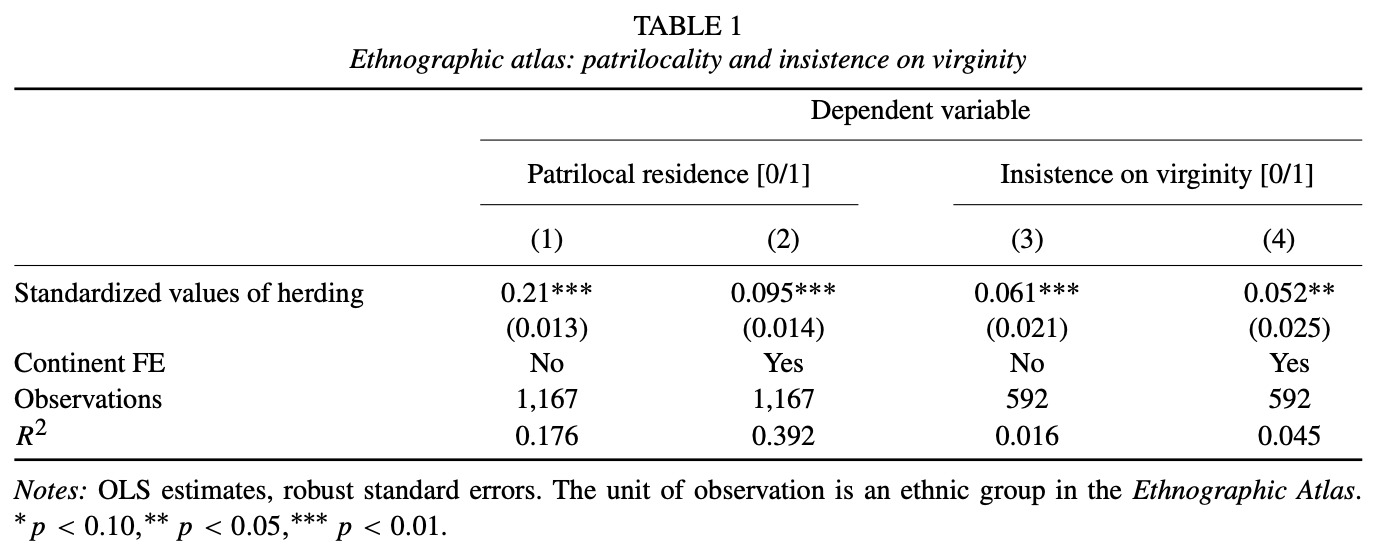 TABLE 1
Ethnographic atlas: patrilocality and insistence on virginity
Dependent variable
Patrilocal residence [0/1] Insistence on virginity [0/1]
(1) (2) (3) (4)
Standardized values of herding 0.21*** 0.095*** 0.061*** 0.052**
(0.013) (0.014) (0.021) (0.025)
Continent FE No Yes No Yes
Observations 1,167 1,167 592 592
R² 0.176 0.392 0.016 0.045
Notes: OLS estimates, robust standard errors. The unit of observation is an ethnic group in the Ethnographic Atlas.
*p < 0.10,** p < 0.05,*** p < 0.01.